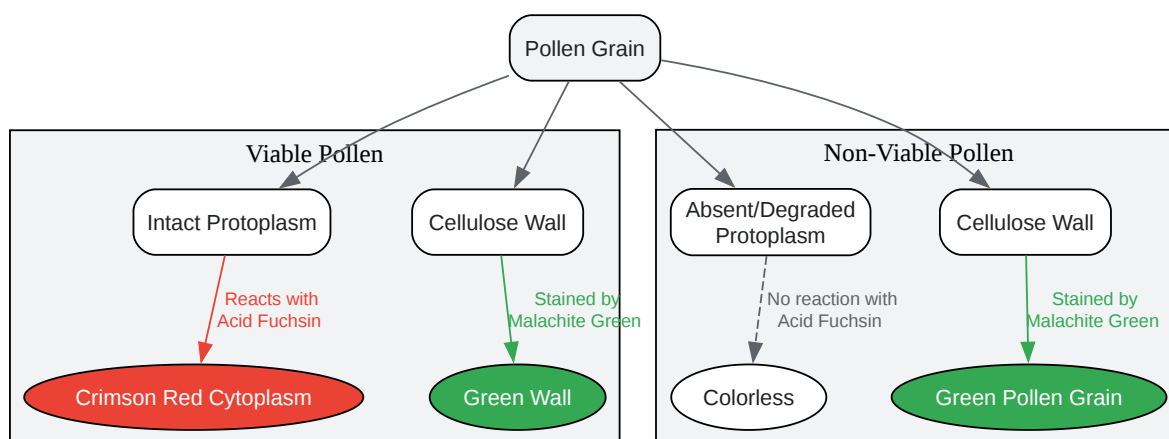 Pollen Grain
Viable Pollen
Non-Viable Pollen
Intact Protoplasm
Cellulose Wall
Absent/Degraded
Protoplasm
Cellulose Wall
Reacts with
Acid Fuchsin
Stained by
Malachite Green
No reaction with
Acid Fuchsin
Stained by
Malachite Green
Crimson Red Cytoplasm
Green Wall
Colorless
Green Pollen Grain